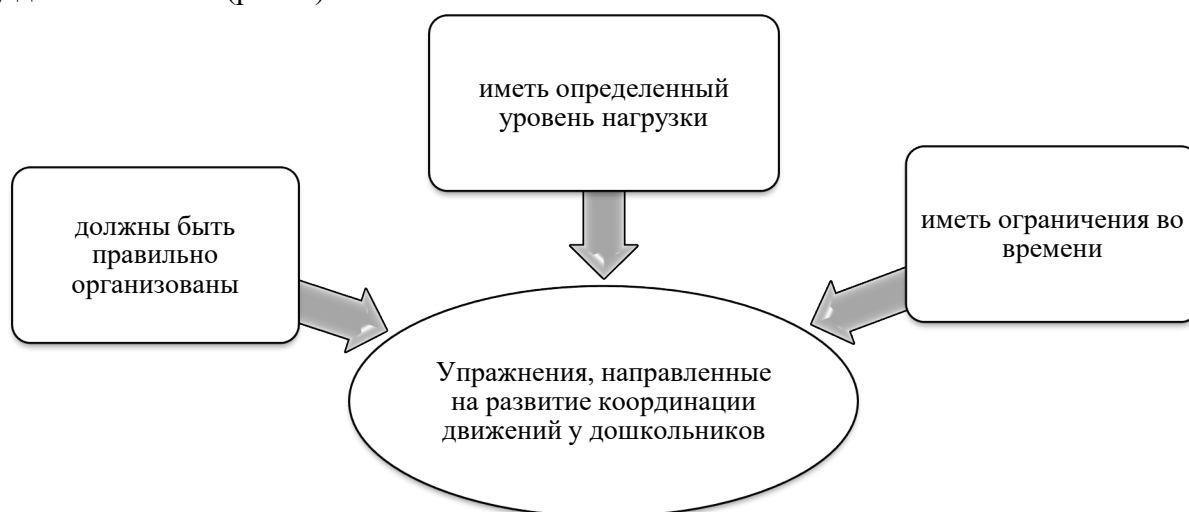 иметь определенный
уровень нагрузки
должны быть
правильно
организованы
иметь ограничения во
времени
Упражнения, направленные
на развитие координации
движений у дошкольников